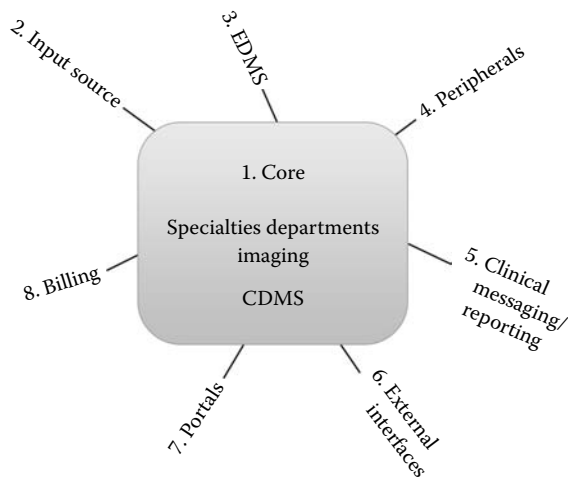 2. Input source
3. EDMS
4. Peripherals
1. Core
Specialties departments
imaging
CDMS
5. Clinical
messaging/
reporting
8. Billing
7. Portals
6. External
interfaces